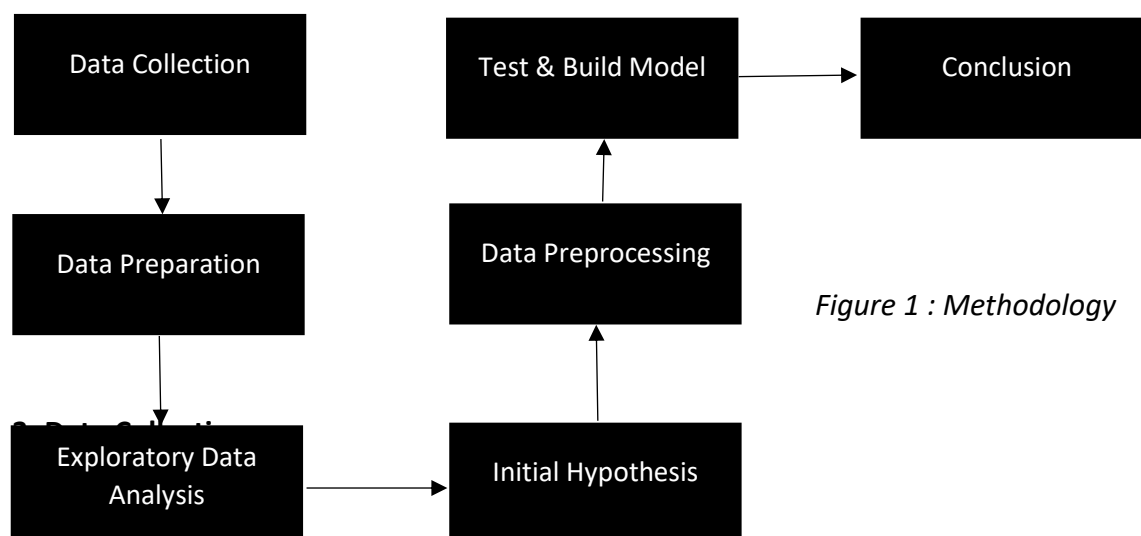 Data Collection
Data Preparation
Exploratory Data
Analysis
Initial Hypothesis
Data Preprocessing
Test & Build Model
Conclusion
Figure 1 : Methodology